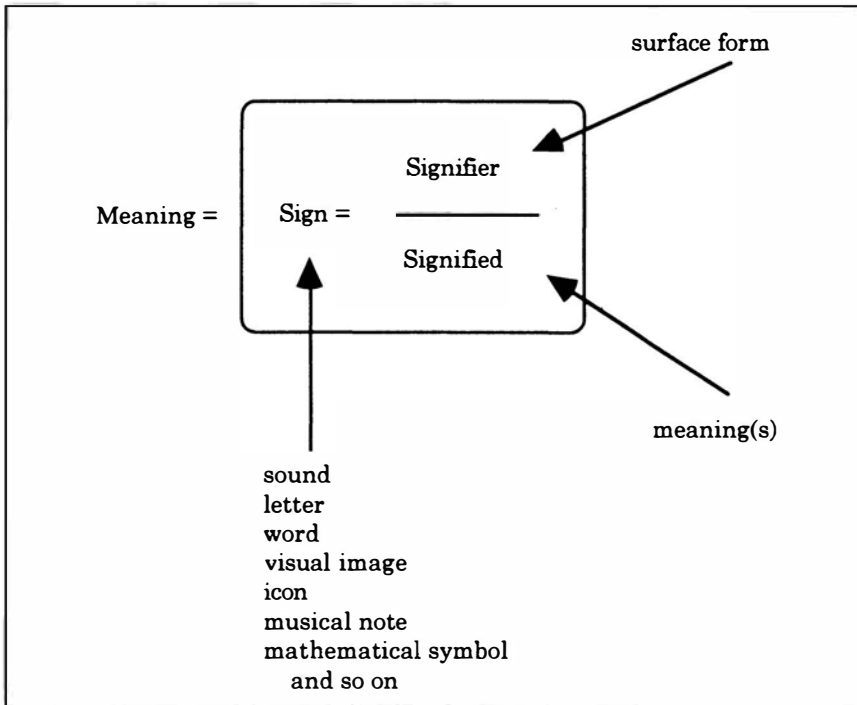 surface form
Signifier
Meaning =
Sign =
Signified
meaning(s)
sound
letter
word
visual image
icon
musical note
mathematical symbol
and so on